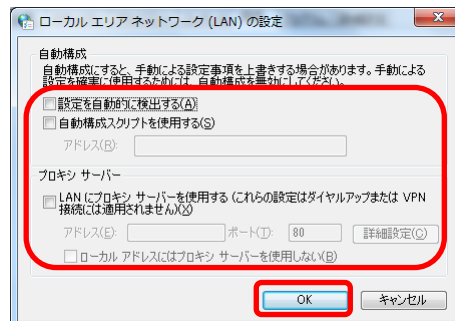 ローカル エリア ネットワーク (LAN) の設定
自動構成
自動構成にすると、手動による設定事項を上書きする場合があります。手動による
設定を確実に使用するためには、自動構成を無効にしてください。
設定を自動的に検出する(A)
自動構成スクリプトを使用する(S)
アドレス(R):
プロキシ サーバー
LAN にプロキシ サーバーを使用する (これらの設定はダイヤルアップまたは VPN
接続には適用されません)(X)
アドレス(E): ポート(T): 80 詳細設定(C)
ローカル アドレスにはプロキシ サーバーを使用しない(B)
OK キャンセル